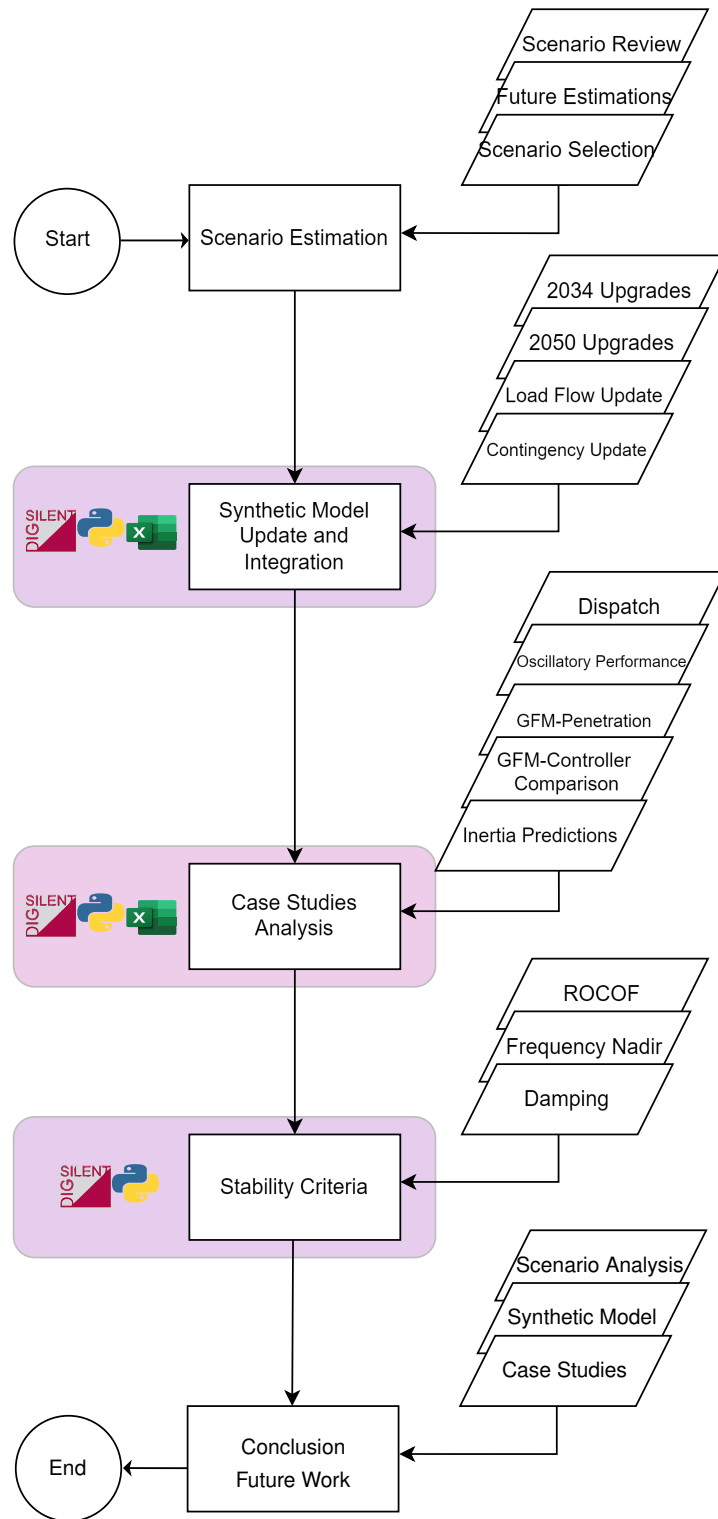 Scenario Review
Future Estimations
Scenario Selection
Start
Scenario Estimation
2034 Upgrades
2050 Upgrades
Load Flow Update
Contingency Update
DIG
SILENT
X
Synthetic Model
Update and
Integration
Dispatch
Oscillatory Performance
GFM-Penetration
GFM-Controller
Comparison
Inertia Predictions
DIG
SILENT
X
Case Studies
Analysis
ROCOF
Frequency Nadir
Damping
DIG
SILENT
Stability Criteria
Scenario Analysis
Synthetic Model
Case Studies
End
Conclusion
Future Work